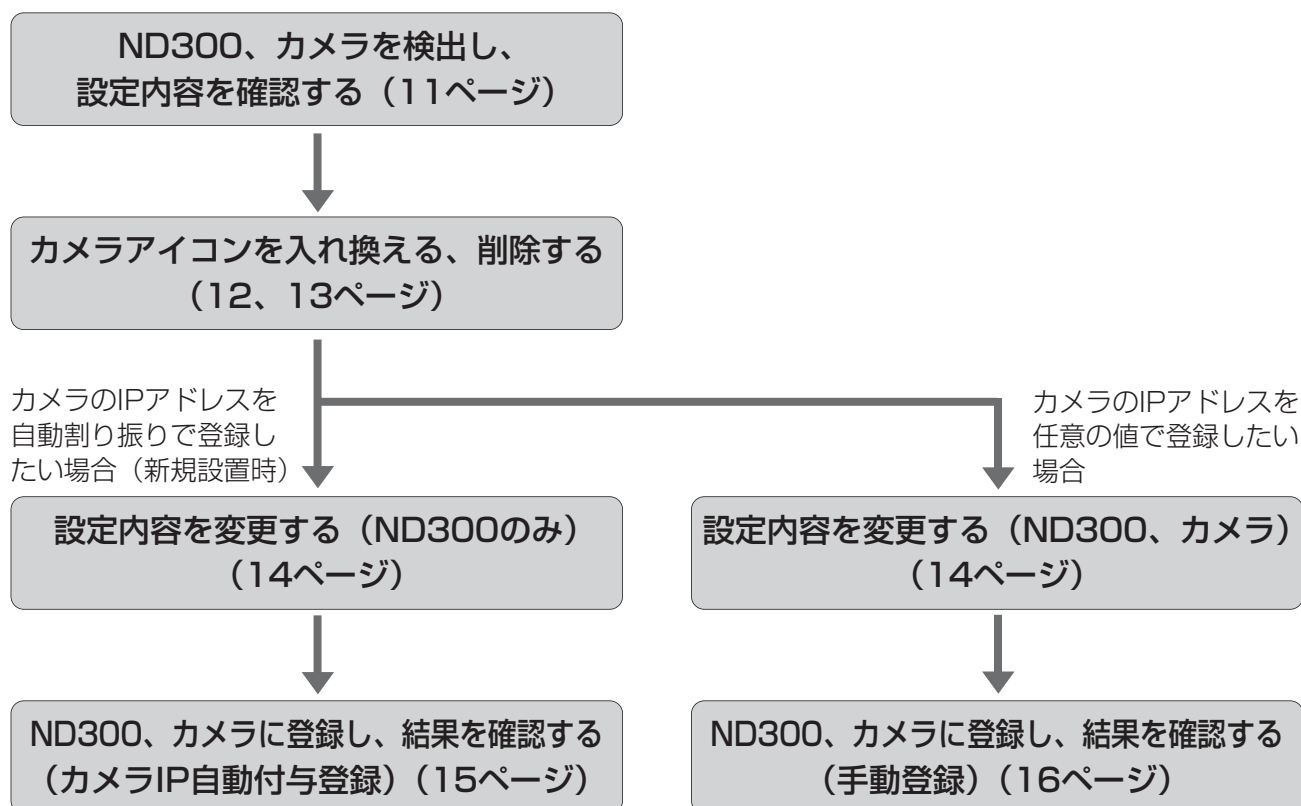 ND300、カメラを検出し、
設定内容を確認する（11ページ）
カメラアイコンを入れ換える、削除する
（12、13ページ）
カメラのIPアドレスを
自動割り振りで登録し
たい場合（新規設置時）
カメラのIPアドレスを
任意の値で登録したい
場合
設定内容を変更する（ND300のみ）
（14ページ）
設定内容を変更する（ND300、カメラ）
（14ページ）
ND300、カメラに登録し、結果を確認する
（カメラIP自動付与登録）（15ページ）
ND300、カメラに登録し、結果を確認する
（手動登録）（16ページ）